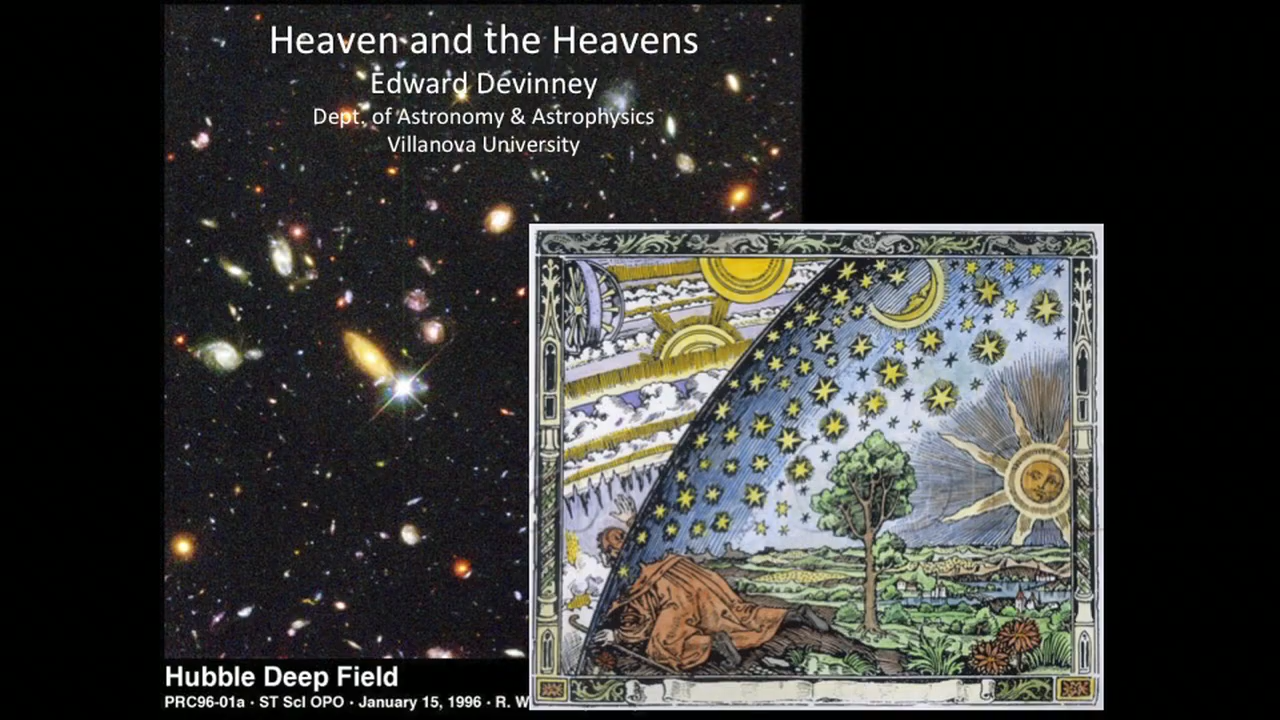 Heaven and the Heavens
Edward Devinney
Dept. of Astronomy & Astrophysics
Villanova University
Hubble Deep Field
PRC96-01a · ST ScI OPO · January 15, 1996 · R. W